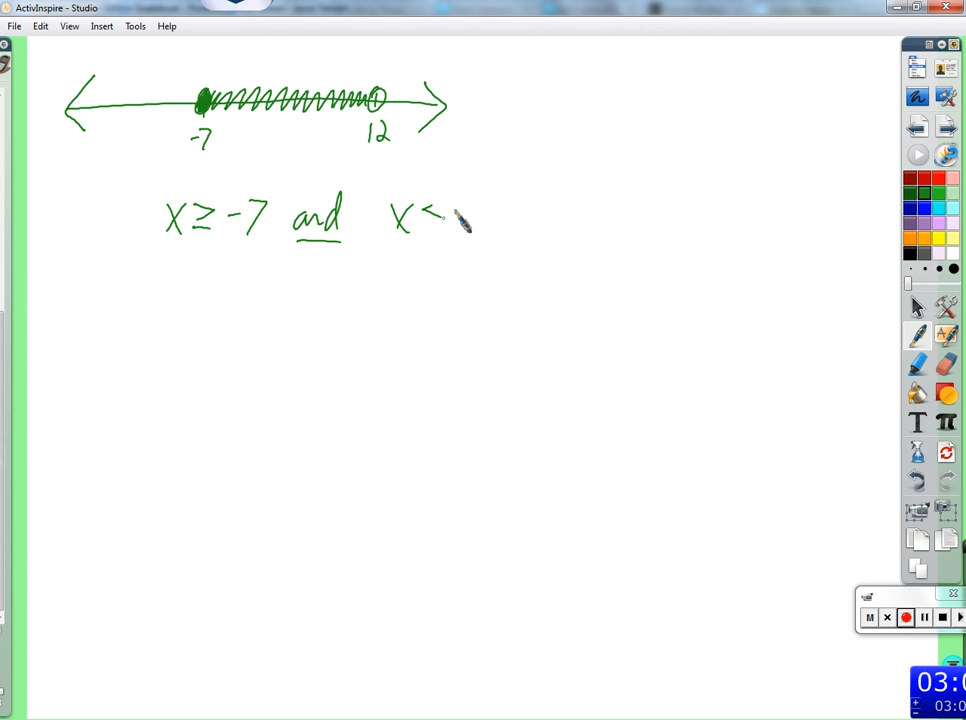 ActivInspire - Studio
File Edit View Insert Tools Help
-7 12
x ≥ -7 and x <
M
03:0
03:0